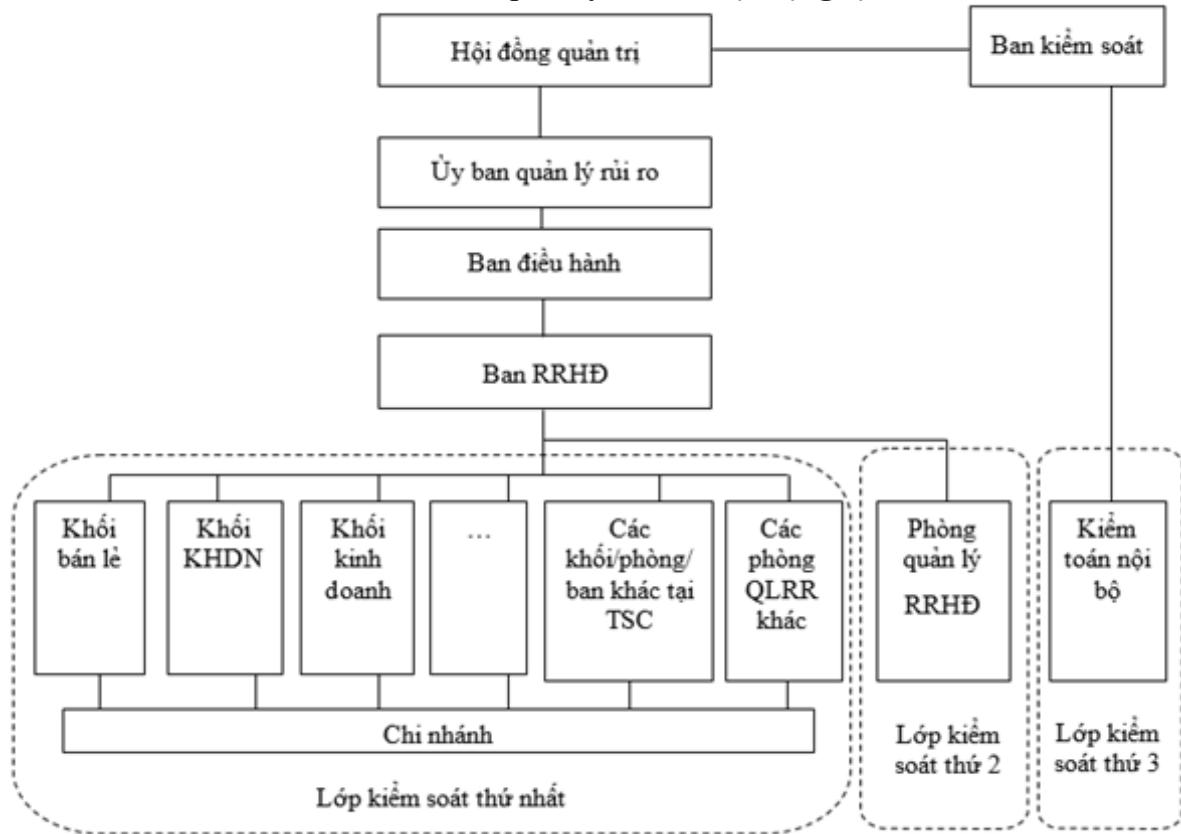 Hội đồng quản trị
Ban kiểm soát
Ủy ban quản lý rủi ro
Ban điều hành
Ban RRHĐ
Khối
bán lẻ
Khối
KHDN
Khối
kinh
doanh
…
Các
khối/phòng/
ban khác tại
TSC
Các
phòng
QLRR
khác
Phòng
quản lý
RRHĐ
Kiểm
toán nội
bộ
Chi nhánh
Lớp kiểm soát thứ nhất
Lớp kiểm
soát thứ 2
Lớp kiểm
soát thứ 3